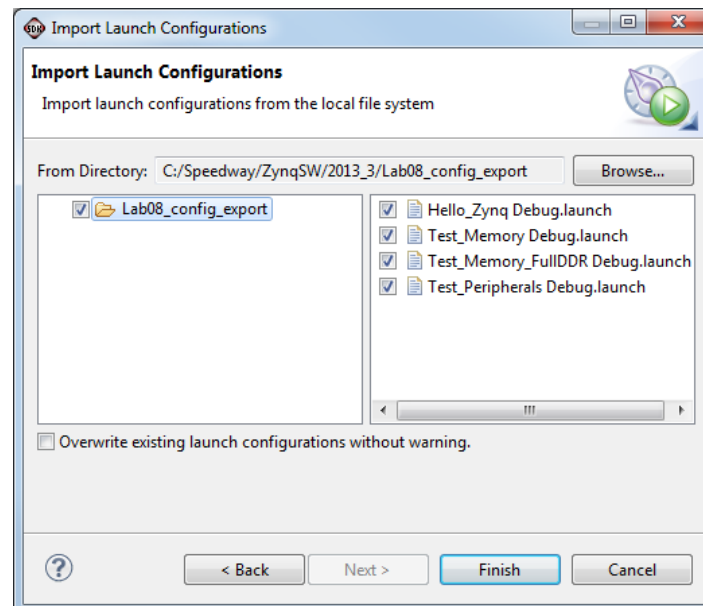 SDK Import Launch Configurations
Import Launch Configurations
Import launch configurations from the local file system
From Directory: C:/Speedway/ZynqSW/2013_3/Lab08_config_export Browse...
Lab08_config_export
Hello_Zynq Debug.launch
Test_Memory Debug.launch
Test_Memory_FullDDR Debug.launch
Test_Peripherals Debug.launch
Overwrite existing launch configurations without warning.
? < Back Next > Finish Cancel